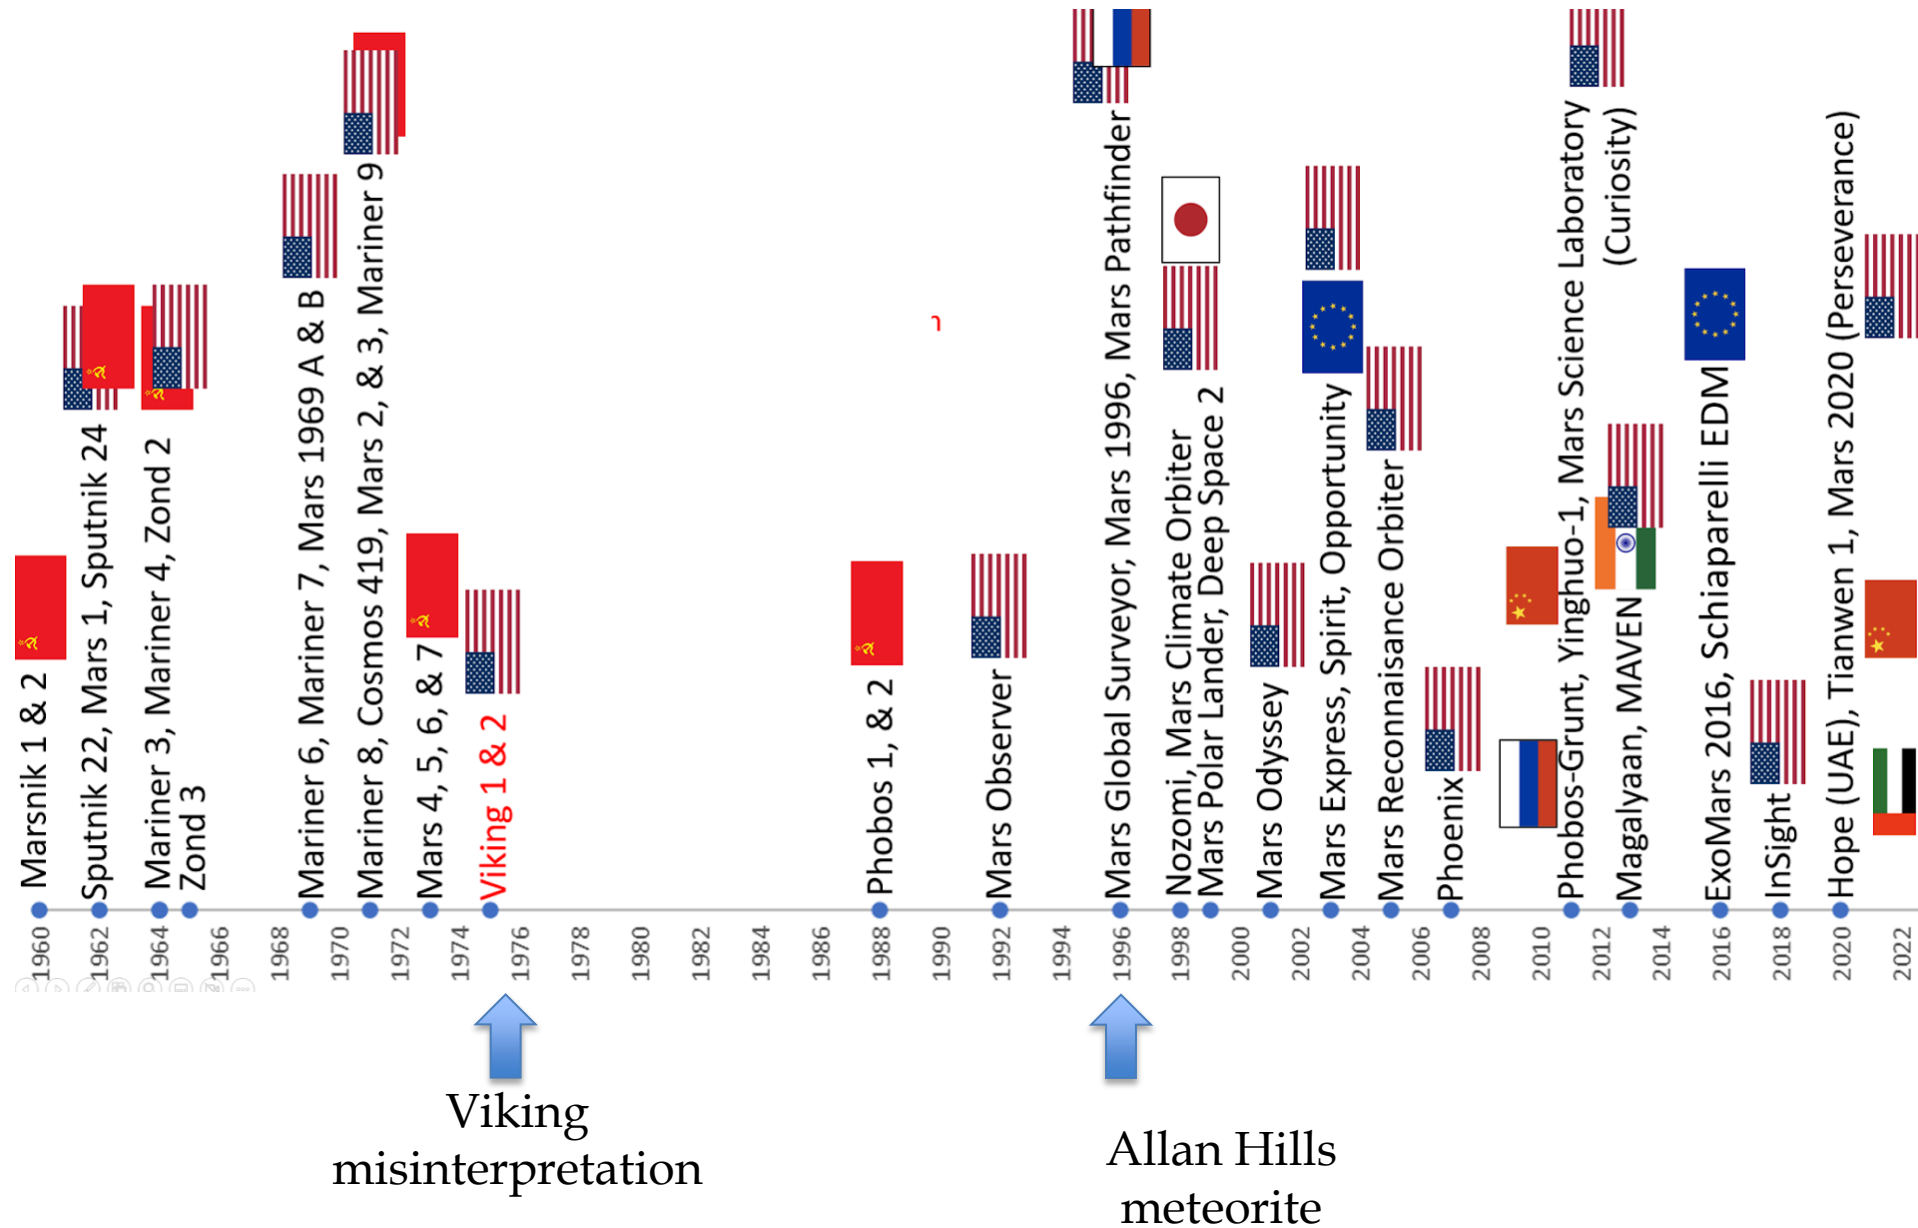 Marsnik 1 & 2
Sputnik 22, Mars 1, Sputnik 24
Mariner 3, Mariner 4, Zond 2
Zond 3
Mariner 6, Mariner 7, Mars 1969 A & B
Mariner 8, Cosmos 419, Mars 2, & 3, Mariner 9
Mars 4, 5, 6, & 7
Viking 1 & 2
Phobos 1, & 2
Mars Observer
Mars Global Surveyor, Mars 1996, Mars Pathfinder
Nozomi, Mars Climate Orbiter
Mars Polar Lander, Deep Space 2
Mars Odyssey
Mars Express, Spirit, Opportunity
Mars Reconnaisance Orbiter
Phoenix
Phobos-Grunt, Yinghuo-1, Mars Science Laboratory
(Curiosity)
Magalyaan, MAVEN
ExoMars 2016, Schiaparelli EDM
InSight
Hope (UAE), Tianwen 1, Mars 2020 (Perseverance)
1960
1962
1964
1966
1968
1970
1972
1974
1976
1978
1980
1982
1984
1986
1988
1990
1992
1994
1996
1998
2000
2002
2004
2006
2008
2010
2012
2014
2016
2018
2020
2022
Viking
misinterpretation
Allan Hills
meteorite